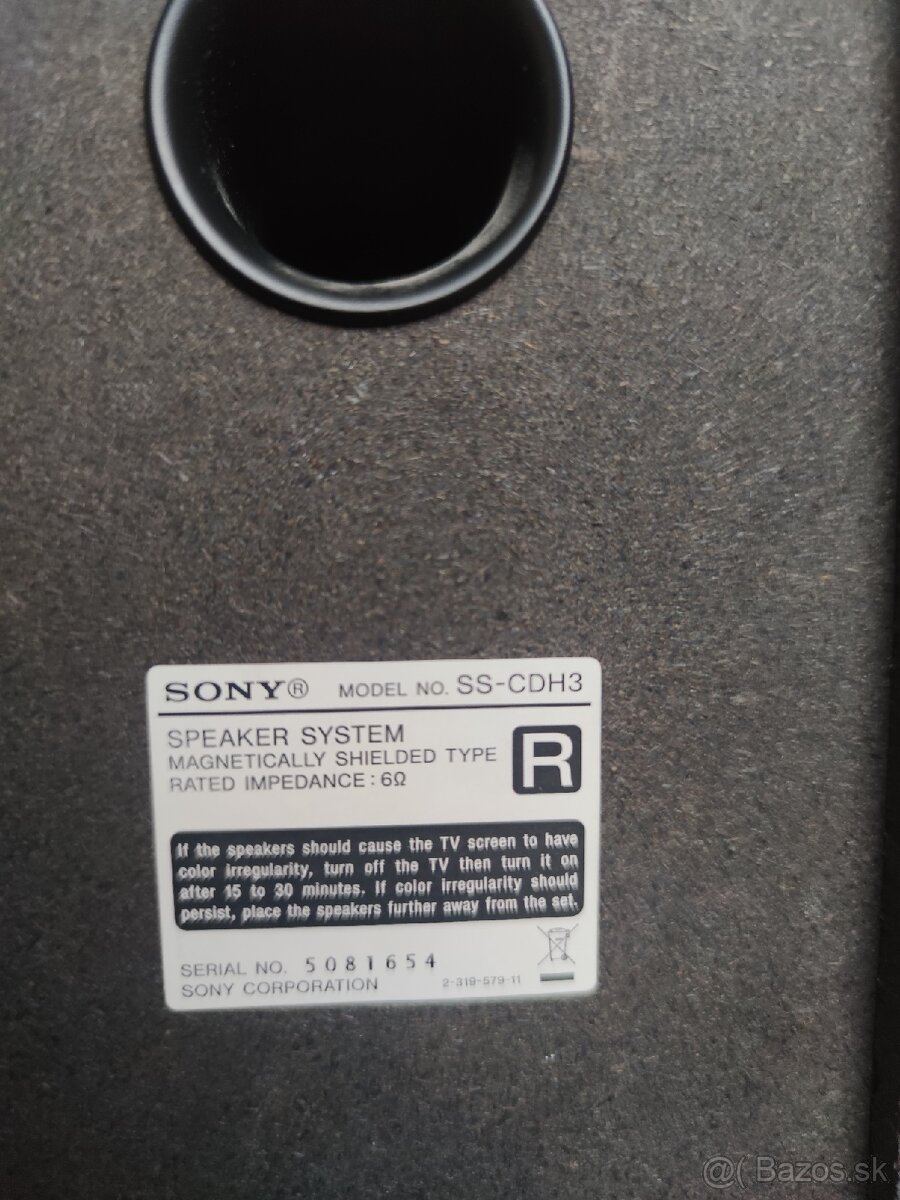 SONY® MODEL NO. SS-CDH3
SPEAKER SYSTEM
MAGNETICALLY SHIELDED TYPE
RATED IMPEDANCE : 6Ω
R
If the speakers should cause the TV screen to have
color irregularity, turn off the TV then turn it on
after 15 to 30 minutes. If color irregularity should
persist, place the speakers further away from the set.
SERIAL NO. 5081654
SONY CORPORATION 2-319-579-11
@( Bazos.sk